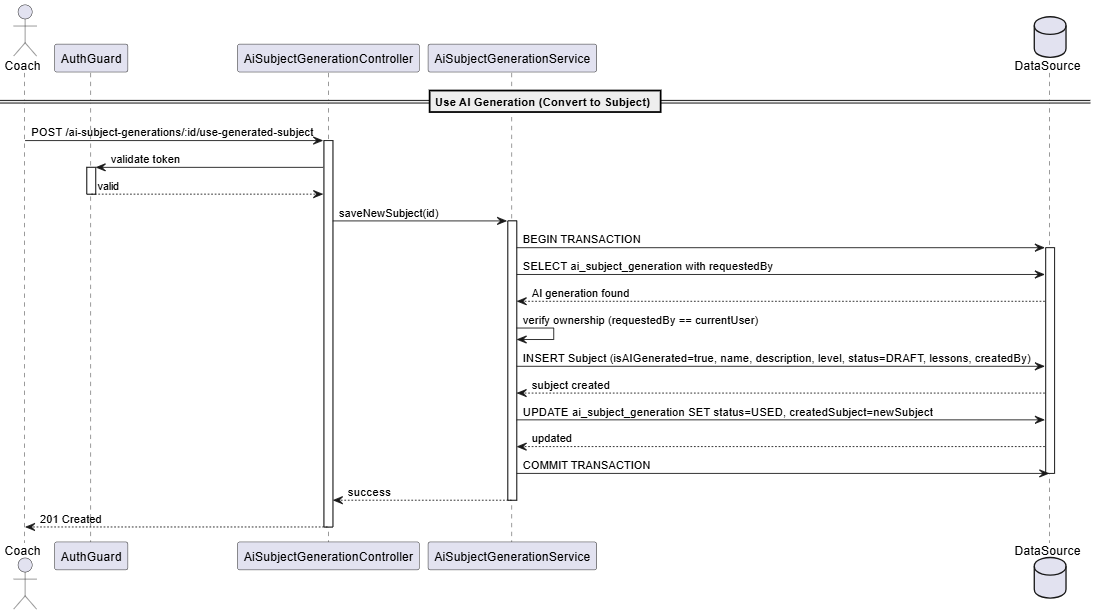 Coach
AuthGuard
AiSubjectGenerationController
AiSubjectGenerationService
DataSource
Use AI Generation (Convert to Subject)
POST /ai-subject-generations/:id/use-generated-subject
validate token
valid
saveNewSubject(id)
BEGIN TRANSACTION
SELECT ai_subject_generation with requestedBy
AI generation found
verify ownership (requestedBy == currentUser)
INSERT Subject (isAIGenerated=true, name, description, level, status=DRAFT, lessons, createdBy)
subject created
UPDATE ai_subject_generation SET status=USED, createdSubject=newSubject
updated
COMMIT TRANSACTION
success
201 Created
Coach
AuthGuard
AiSubjectGenerationController
AiSubjectGenerationService
DataSource